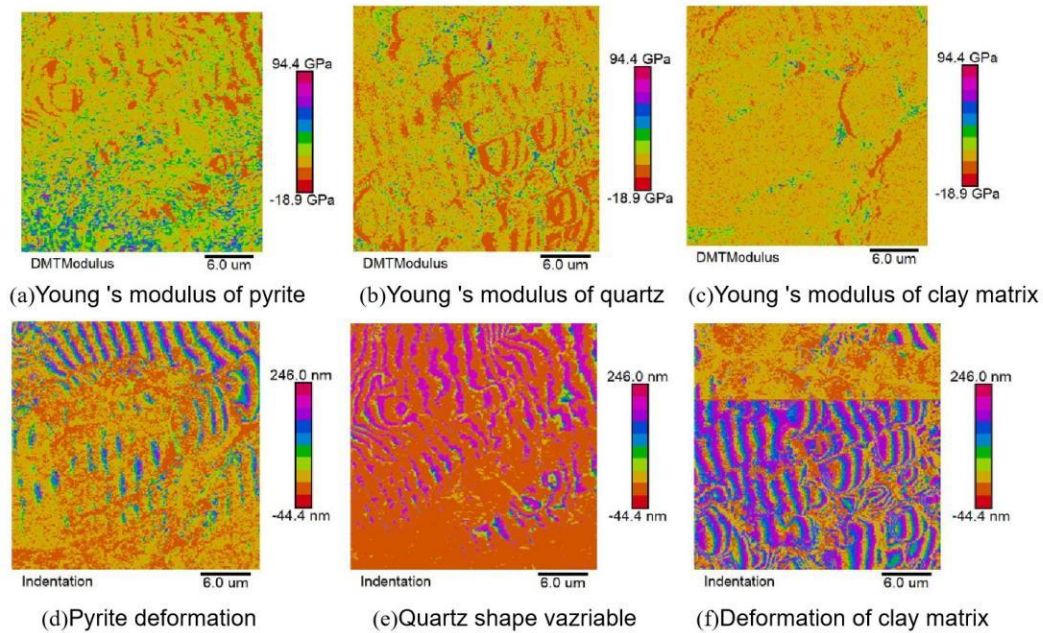 94.4 GPa
-18.9 GPa
DMTModulus
6.0 um
94.4 GPa
-18.9 GPa
DMTModulus
6.0 um
94.4 GPa
-18.9 GPa
DMTModulus
6.0 um
(a)Young 's modulus of pyrite
(b)Young 's modulus of quartz
(c)Young 's modulus of clay matrix
246.0 nm
-44.4 nm
Indentation
6.0 um
246.0 nm
-44.4 nm
Indentation
6.0 um
246.0 nm
-44.4 nm
Indentation
6.0 um
(d)Pyrite deformation
(e)Quartz shape vazriable
(f)Deformation of clay matrix